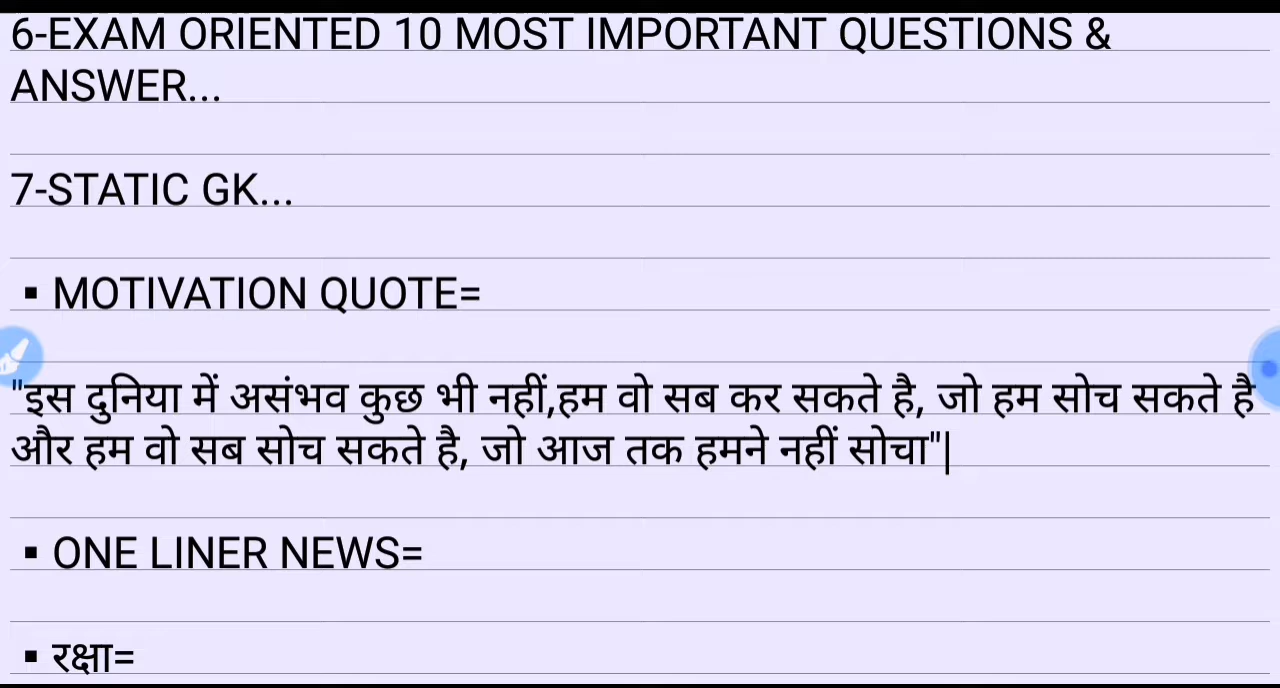 6-EXAM ORIENTED 10 MOST IMPORTANT QUESTIONS &
ANSWER...
7-STATIC GK...
▪ MOTIVATION QUOTE=
"इस दुनिया में असंभव कुछ भी नहीं,हम वो सब कर सकते है, जो हम सोच सकते है
और हम वो सब सोच सकते है, जो आज तक हमने नहीं सोचा"|
▪ ONE LINER NEWS=
▪ रक्षा=